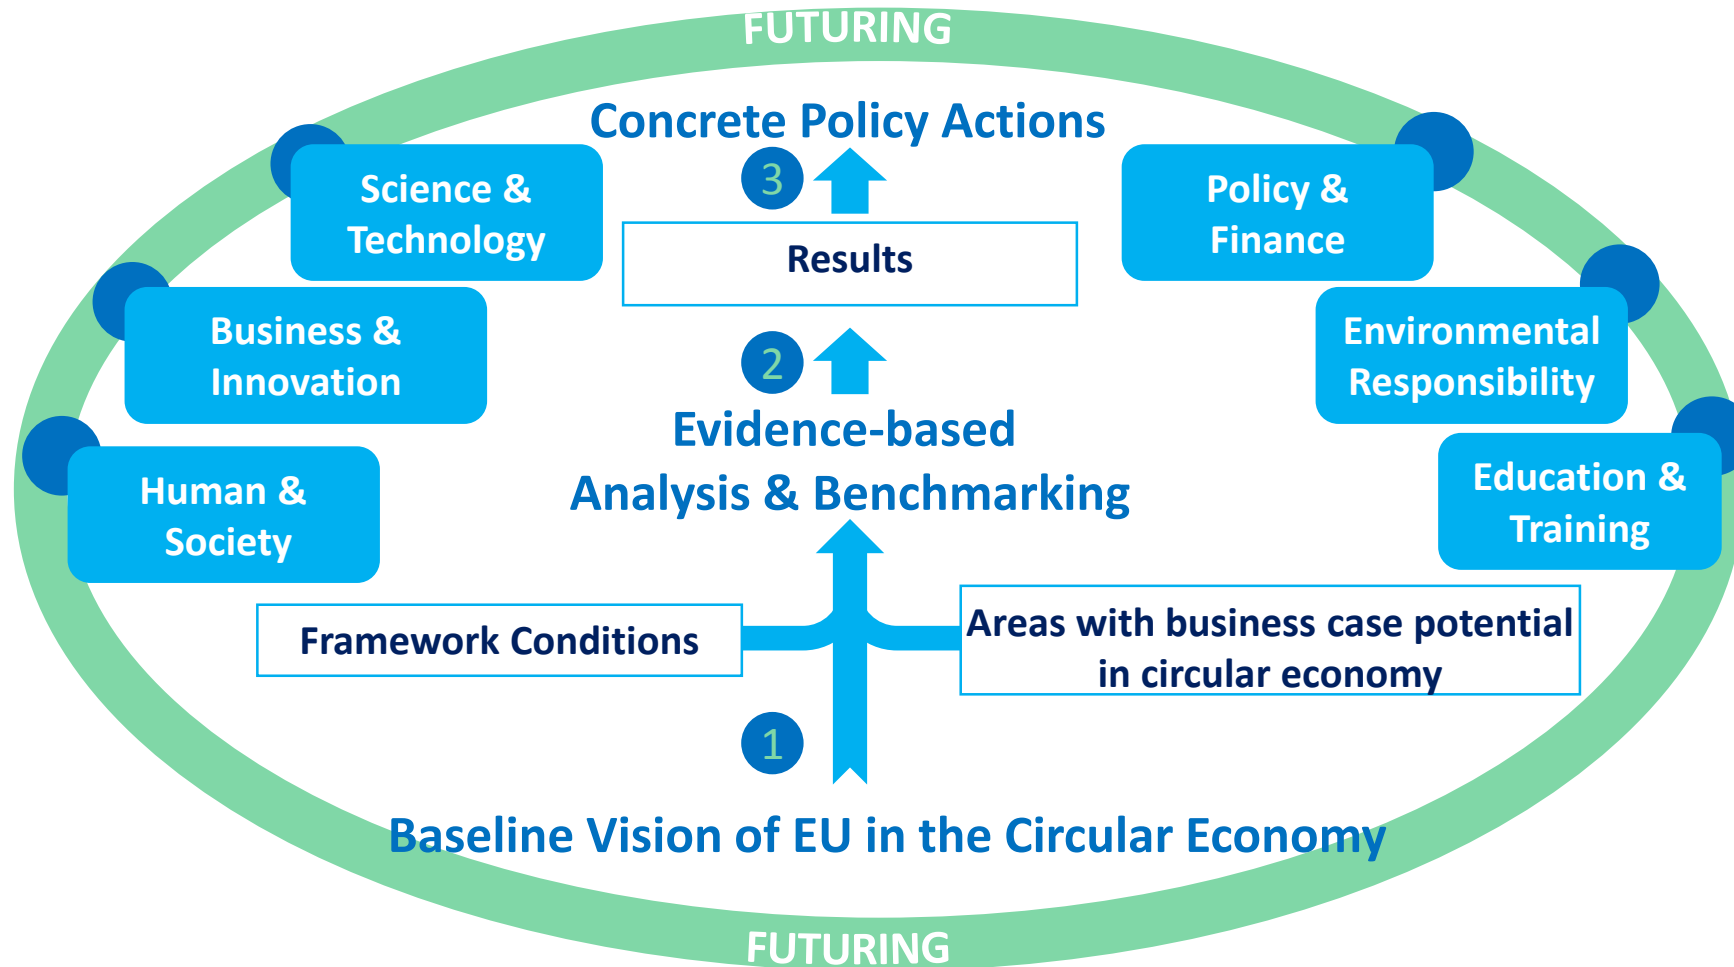 FUTURING
Concrete Policy Actions
3
Science &
Technology
Policy &
Finance
Results
Business &
Innovation
2
Environmental
Responsibility
Evidence-based
Analysis & Benchmarking
Human &
Society
Education &
Training
Framework Conditions
Areas with business case potential
in circular economy
1
Baseline Vision of EU in the Circular Economy
FUTURING